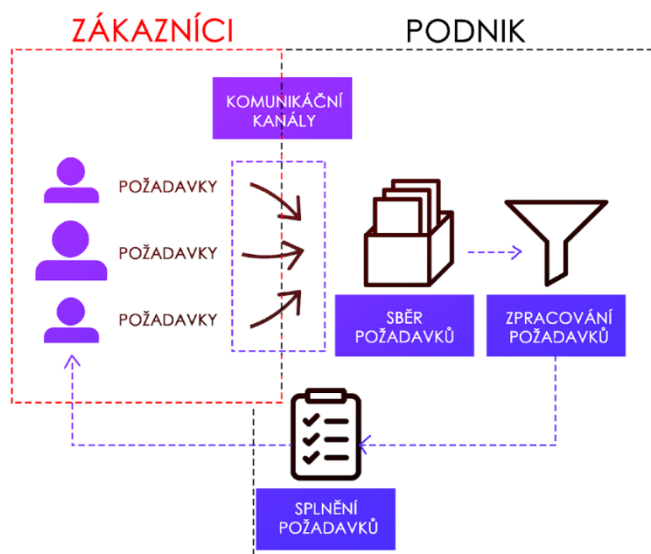 ZÁKAZNÍCI
PODNIK
KOMUNIKÁČNÍ
KANÁLY
POŽADAVKY
POŽADAVKY
POŽADAVKY
SBĚR
POŽADAVKŮ
ZPRACOVÁNÍ
POŽADAVKŮ
SPLNĚNÍ
POŽADAVKŮ